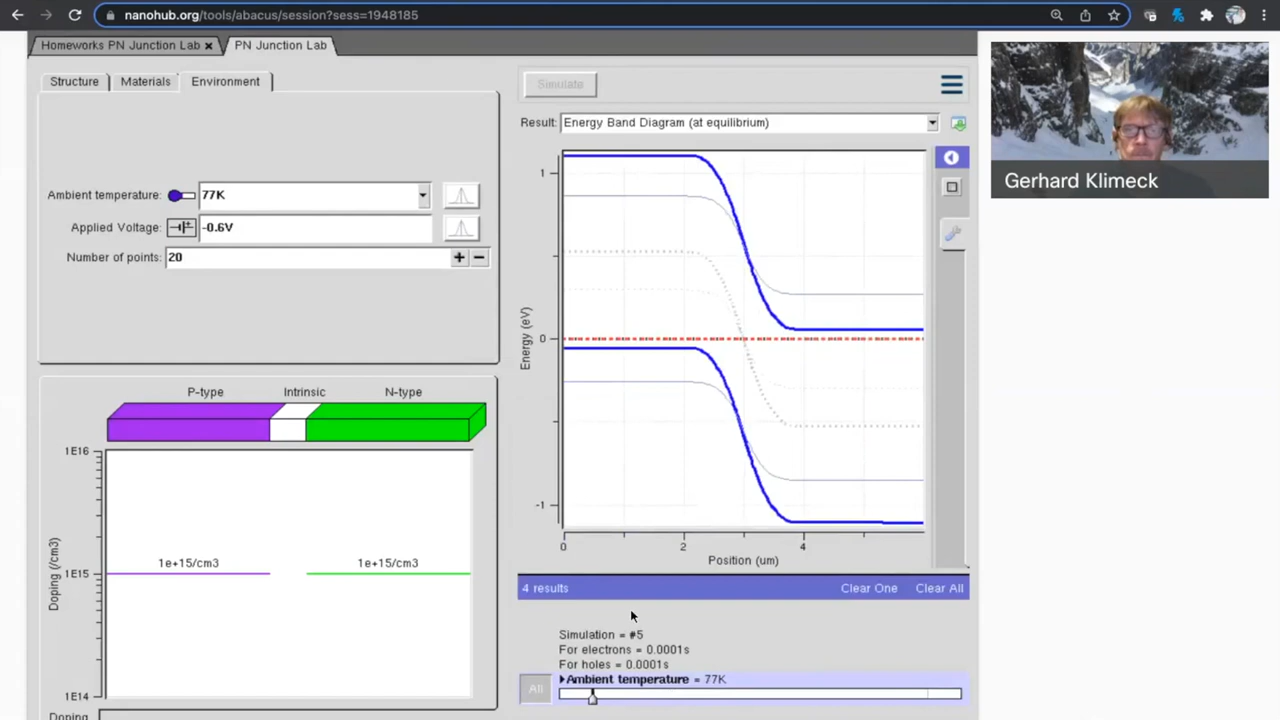 nanohub.org/tools/abacus/session?sess=1948185
Homeworks PN Junction Lab ×
PN Junction Lab
Structure
Materials
Environment
Simulate
Result: Energy Band Diagram (at equilibrium)
Gerhard Klimeck
Ambient temperature: 77K
Applied Voltage: -0.6V
Number of points: 20 + −
1
0
-1
Energy (eV)
0 2 4
Position (um)
P-type Intrinsic N-type
1E16
1E15
1E14
Doping (/cm3)
1e+15/cm3 1e+15/cm3
Doping
4 results Clear One Clear All
Simulation = #5
For electrons = 0.0001s
For holes = 0.0001s
All
Ambient temperature = 77K